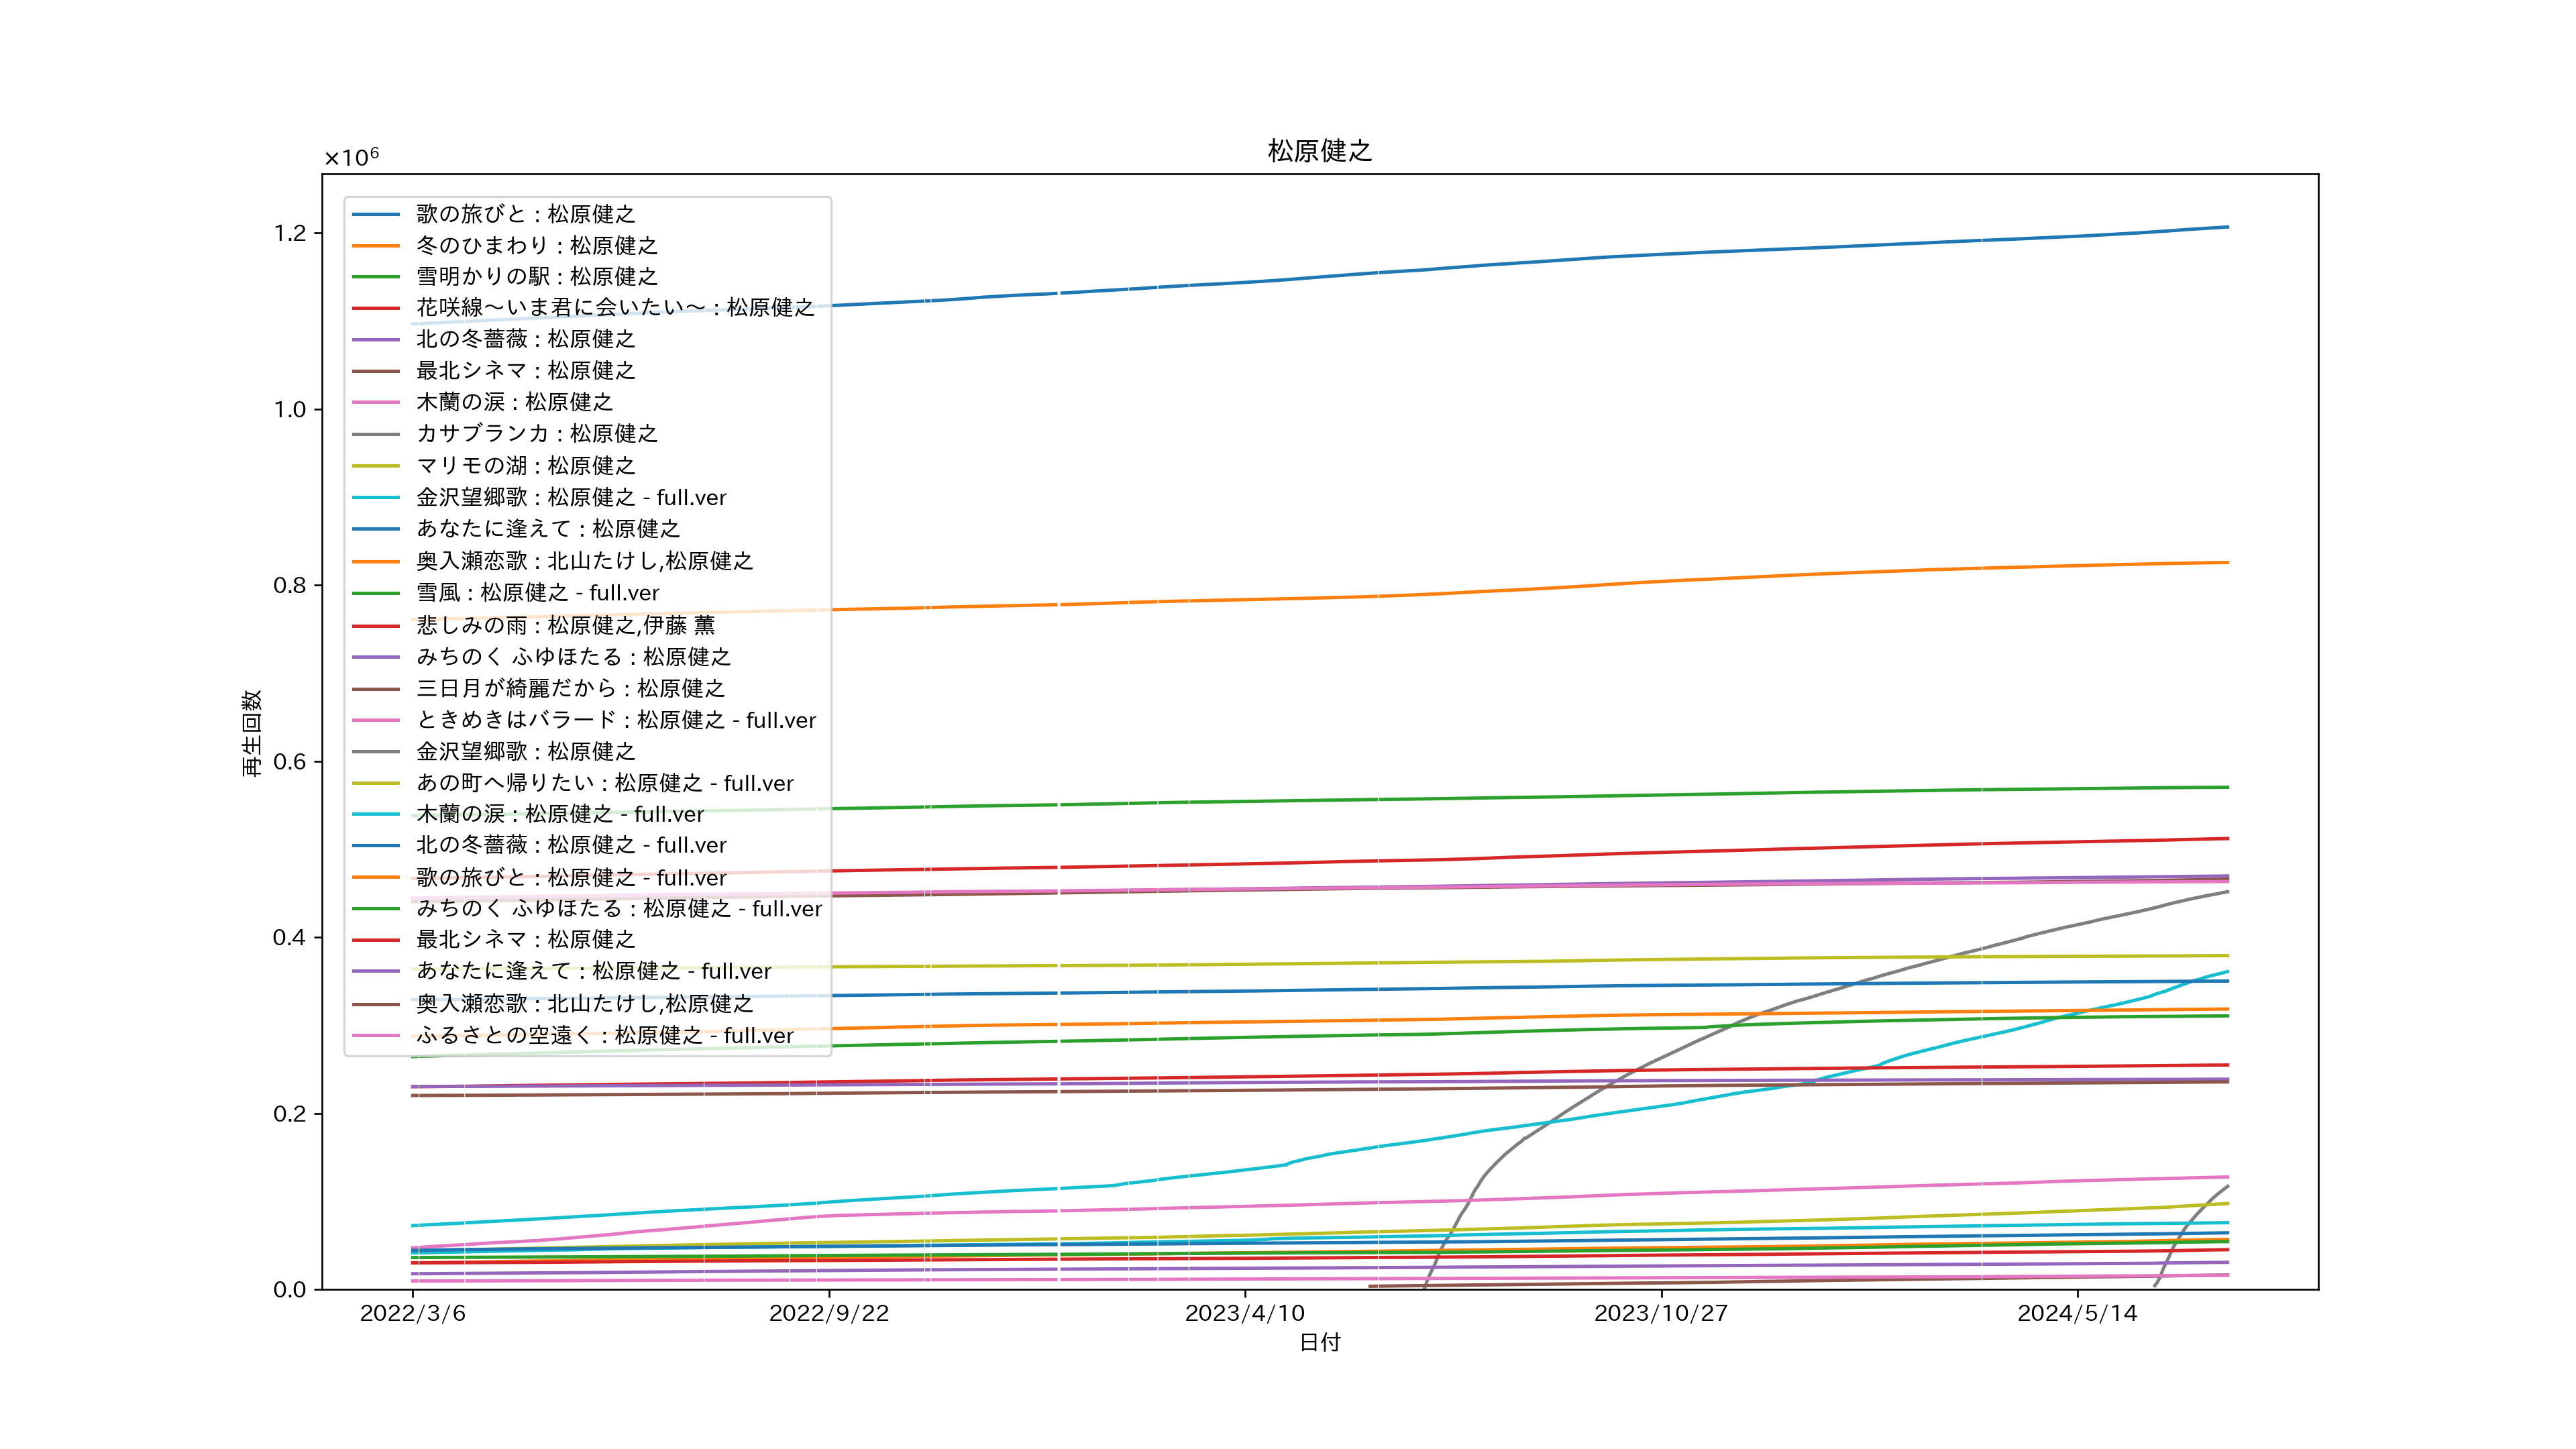 松原健之
×10⁶
歌の旅びと : 松原健之
冬のひまわり : 松原健之
雪明かりの駅 : 松原健之
花咲線～いま君に会いたい～ : 松原健之
北の冬薔薇 : 松原健之
最北シネマ : 松原健之
木蘭の涙 : 松原健之
カサブランカ : 松原健之
マリモの湖 : 松原健之
金沢望郷歌 : 松原健之 - full.ver
あなたに逢えて : 松原健之
奥入瀬恋歌 : 北山たけし,松原健之
雪風 : 松原健之 - full.ver
悲しみの雨 : 松原健之,伊藤 薫
みちのく ふゆほたる : 松原健之
三日月が綺麗だから : 松原健之
ときめきはバラード : 松原健之 - full.ver
金沢望郷歌 : 松原健之
あの町へ帰りたい : 松原健之 - full.ver
木蘭の涙 : 松原健之 - full.ver
北の冬薔薇 : 松原健之 - full.ver
歌の旅びと : 松原健之 - full.ver
みちのく ふゆほたる : 松原健之 - full.ver
最北シネマ : 松原健之
あなたに逢えて : 松原健之 - full.ver
奥入瀬恋歌 : 北山たけし,松原健之
ふるさとの空遠く : 松原健之 - full.ver
1.2
1.0
0.8
0.6
0.4
0.2
0.0
再生回数
2022/3/6 2022/9/22 2023/4/10 2023/10/27 2024/5/14
日付